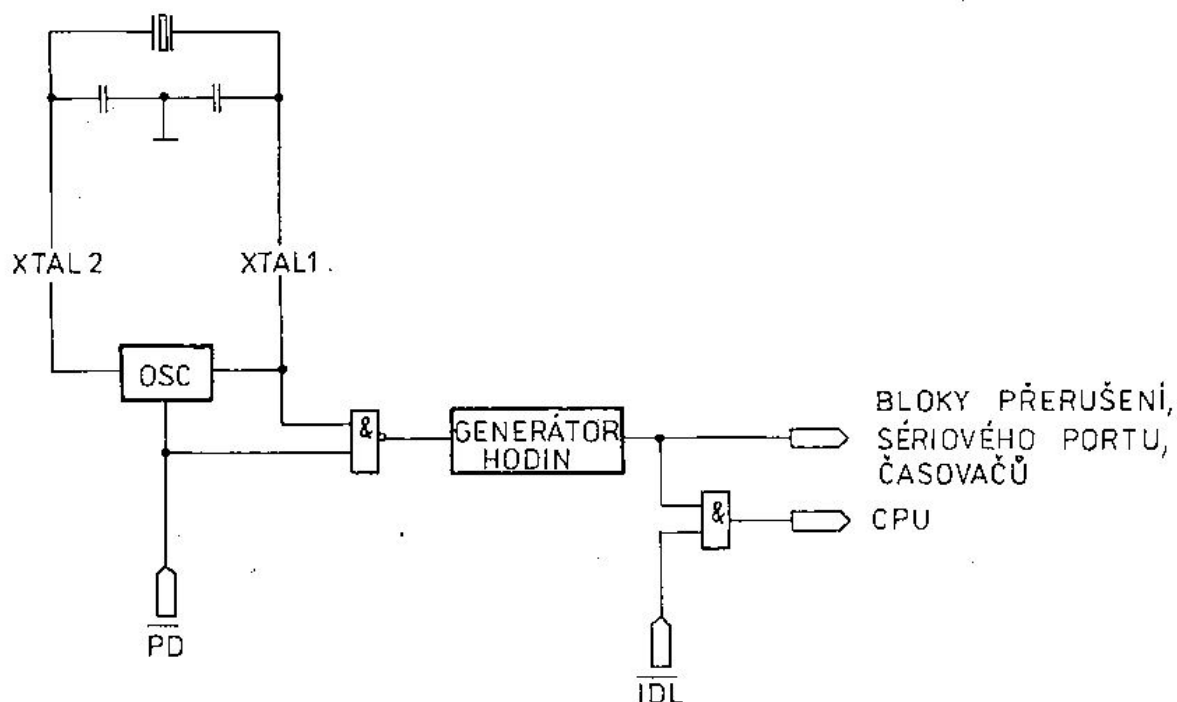 XTAL 2
XTAL1
OSC
&
GENERÁTOR
HODIN
BLOKY PŘERUŠENÍ,
SÉRIOVÉHO PORTU,
ČASOVAČŮ
&
CPU
PD
IDL